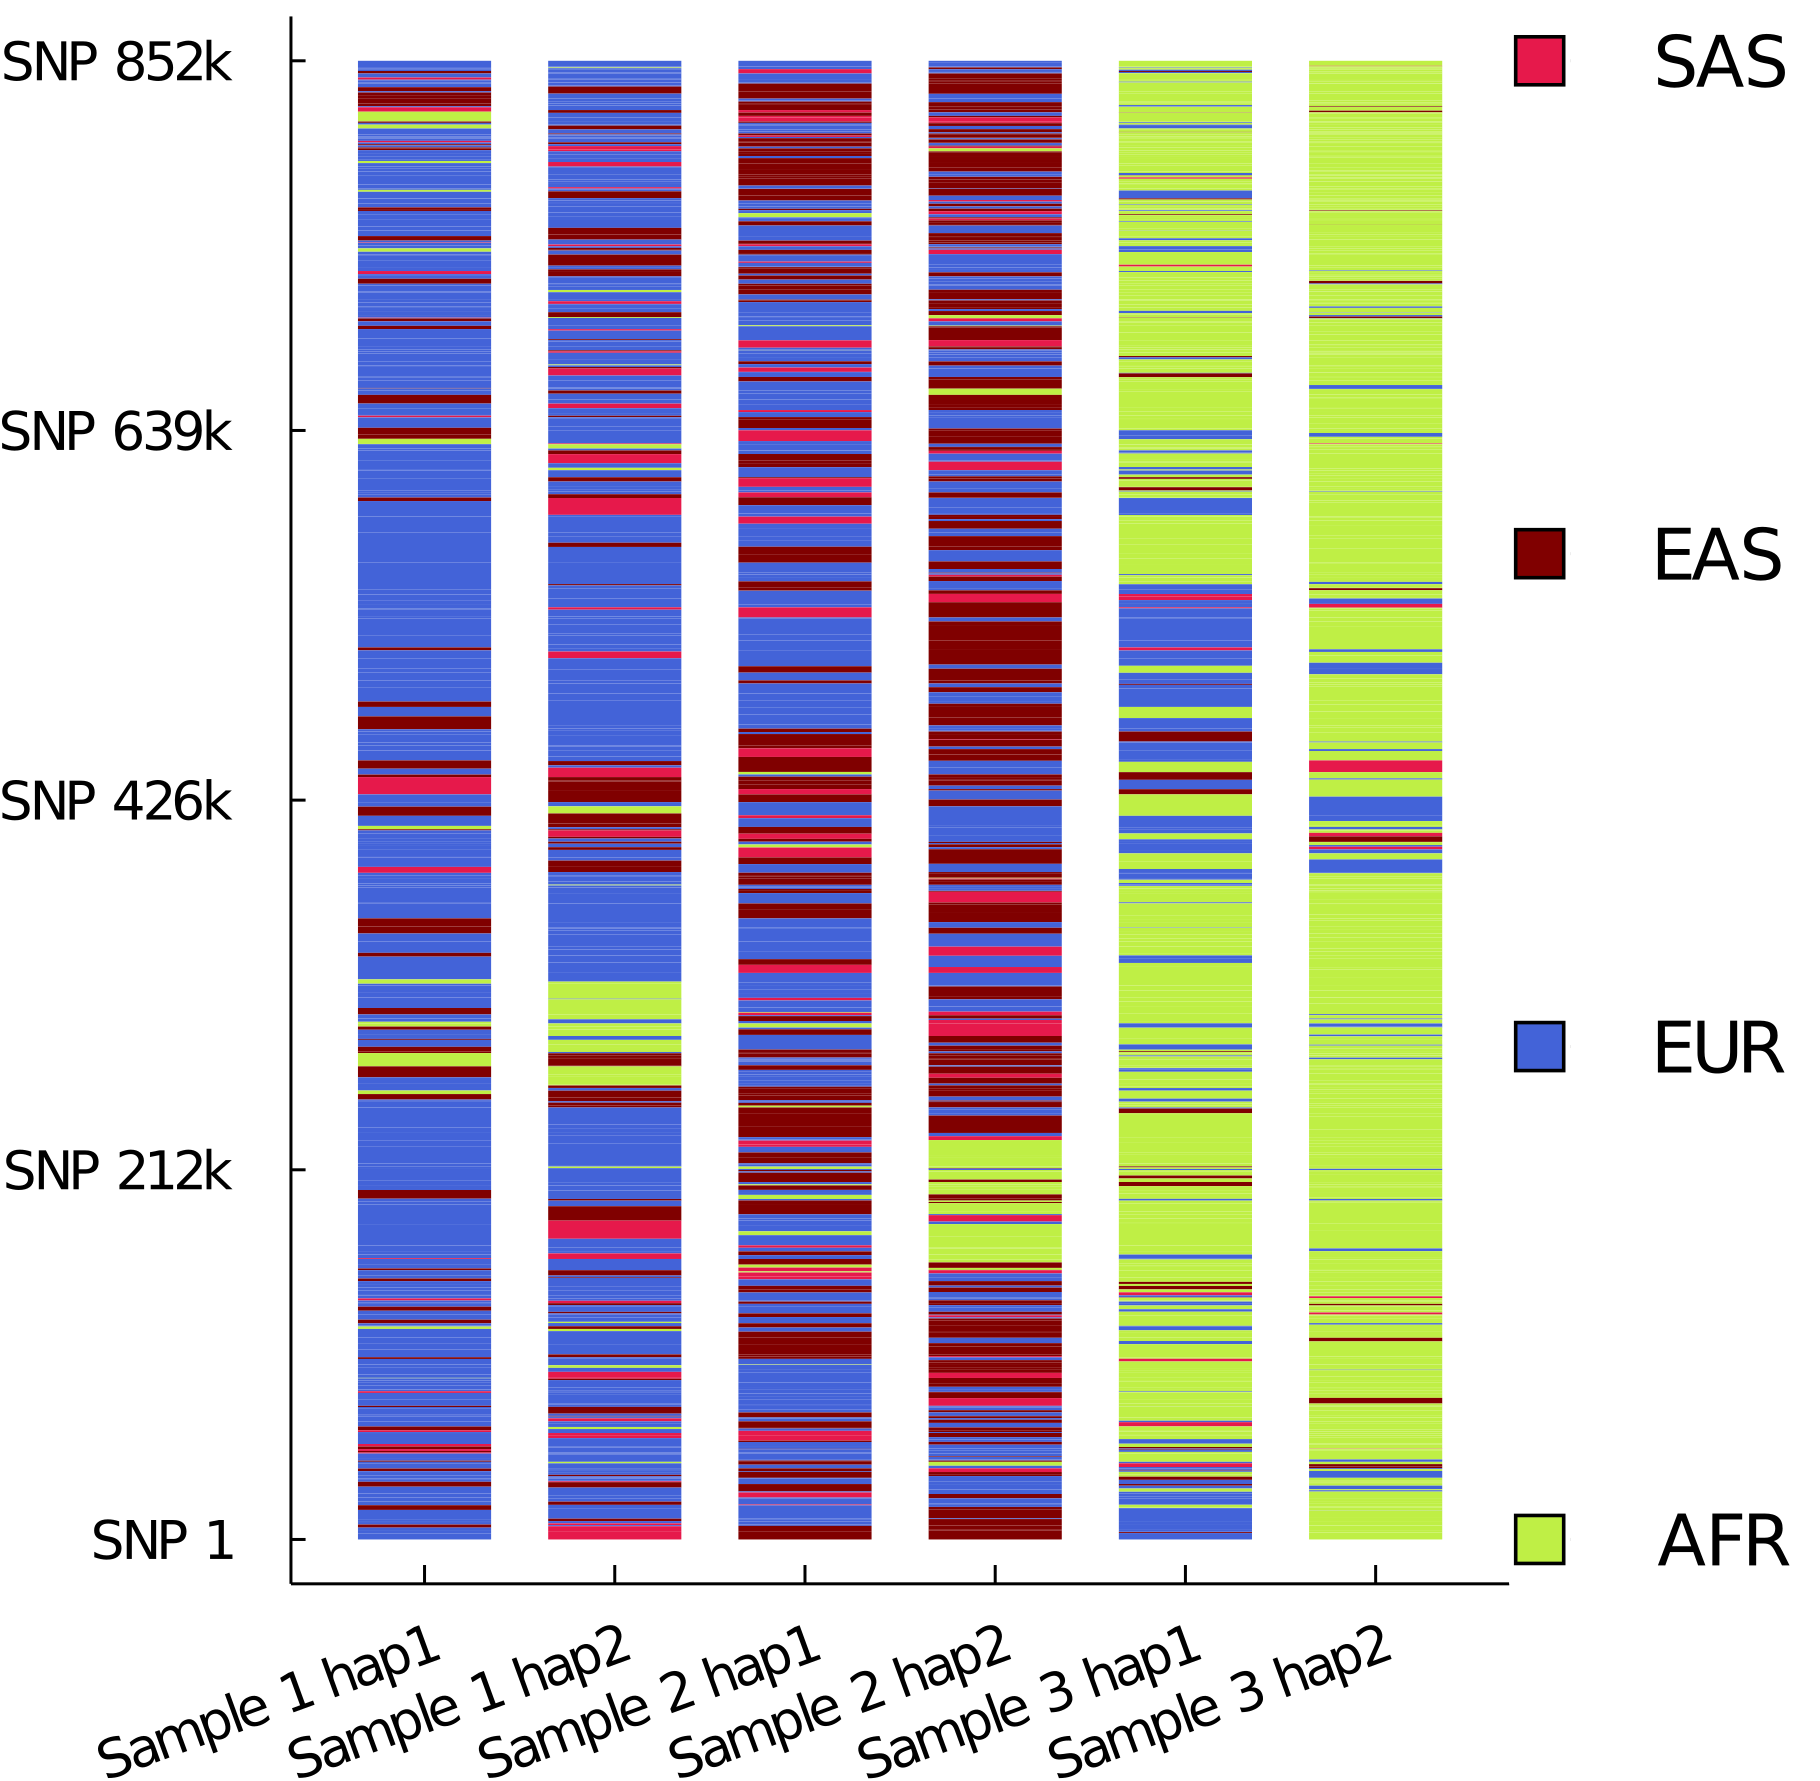 SNP 852k
SNP 639k
SNP 426k
SNP 212k
SNP 1
Sample 1 hap1
Sample 1 hap2
Sample 2 hap1
Sample 2 hap2
Sample 3 hap1
Sample 3 hap2
SAS
EAS
EUR
AFR